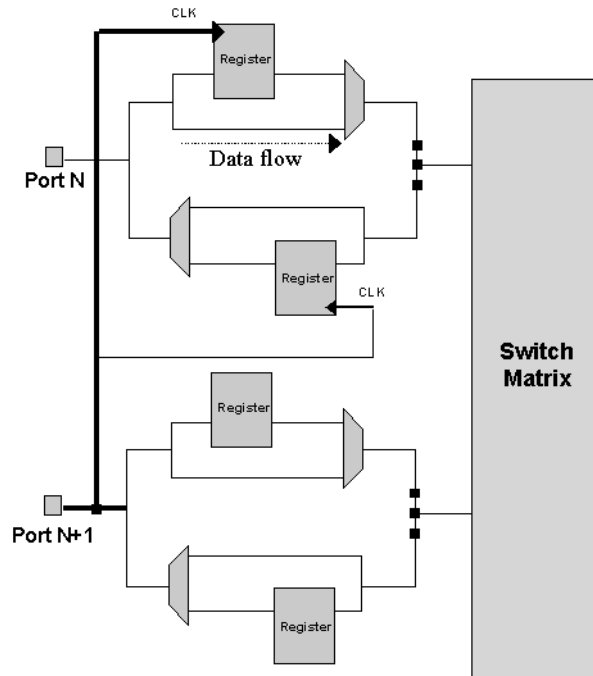 CLK
Register
Data flow
Port N
Register
CLK
Switch
Matrix
Register
Port N+1
Register